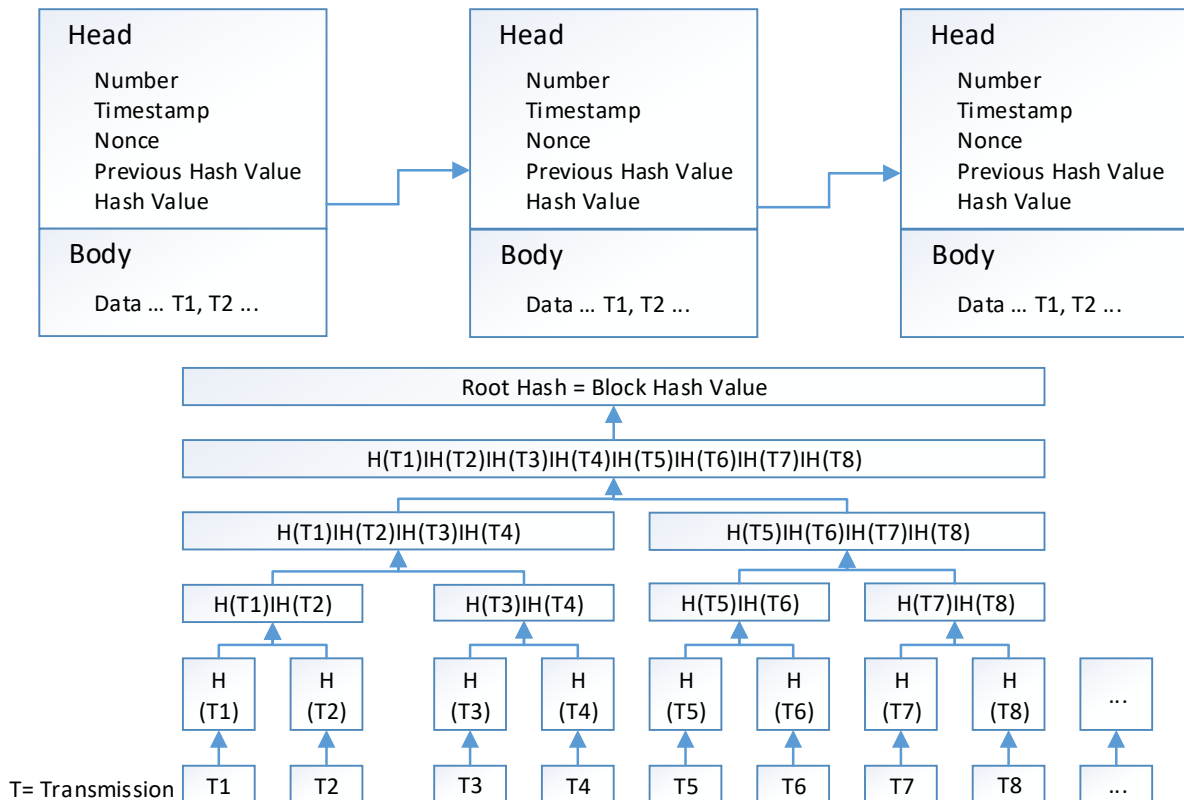 Head
Number
Timestamp
Nonce
Previous Hash Value
Hash Value
Body
Data ... T1, T2 ...
Head
Number
Timestamp
Nonce
Previous Hash Value
Hash Value
Body
Data ... T1, T2 ...
Head
Number
Timestamp
Nonce
Previous Hash Value
Hash Value
Body
Data ... T1, T2 ...
Root Hash = Block Hash Value
H(T1)IH(T2)IH(T3)IH(T4)IH(T5)IH(T6)IH(T7)IH(T8)
H(T1)IH(T2)IH(T3)IH(T4)
H(T5)IH(T6)IH(T7)IH(T8)
H(T1)IH(T2)
H(T3)IH(T4)
H(T5)IH(T6)
H(T7)IH(T8)
H
(T1)
H
(T2)
H
(T3)
H
(T4)
H
(T5)
H
(T6)
H
(T7)
H
(T8)
...
T= Transmission
T1
T2
T3
T4
T5
T6
T7
T8
...